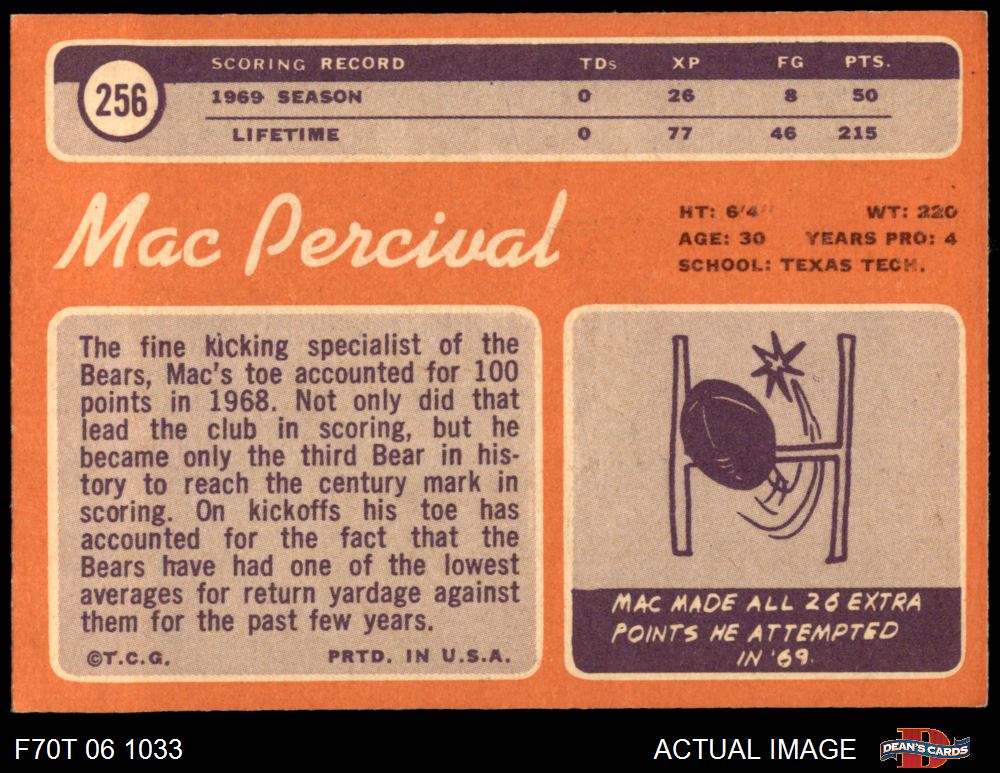 256
SCORING RECORD TDs XP FG PTS.
1969 SEASON 0 26 8 50
LIFETIME 0 77 46 215
Mac Percival
HT: 6'4" WT: 220
AGE: 30 YEARS PRO: 4
SCHOOL: TEXAS TECH.
The fine kicking specialist of the
Bears, Mac's toe accounted for 100
points in 1968. Not only did that
lead the club in scoring, but he
became only the third Bear in his-
tory to reach the century mark in
scoring. On kickoffs his toe has
accounted for the fact that the
Bears have had one of the lowest
averages for return yardage against
them for the past few years.
©T.C.G. PRTD. IN U.S.A.
MAC MADE ALL 26 EXTRA
POINTS HE ATTEMPTED
IN '69.
F70T 06 1033
ACTUAL IMAGE
D
DEAN'S CARDS